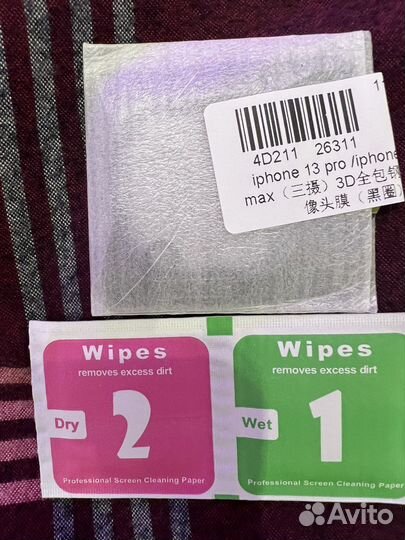 1
4D211 26311
iphone 13 pro /iphone
max（三摄）3D全包钢
像头膜（黑圈）
Wipes
removes excess dirt
Dry
2
Professional Screen Cleaning Paper
Wipes
removes excess dirt
Wet
1
Professional Screen Cleaning Paper
Avito